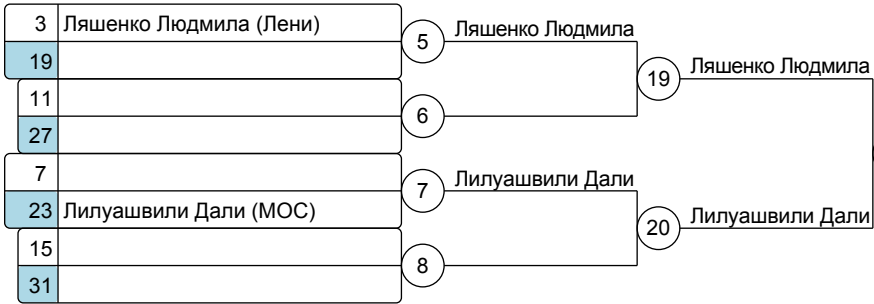 3 Ляшенко Людмила (Лени)
19
5 Ляшенко Людмила
11
27
6
19 Ляшенко Людмила
7
23 Лилуашвили Дали (МОС)
7 Лилуашвили Дали
15
31
8
20 Лилуашвили Дали